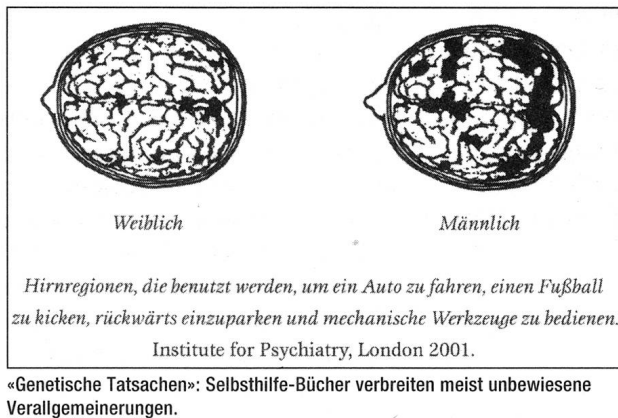 Weiblich
Männlich
Hirnregionen, die benutzt werden, um ein Auto zu fahren, einen Fußball
zu kicken, rückwärts einzuparken und mechanische Werkzeuge zu bedienen.
Institute for Psychiatry, London 2001.
«Genetische Tatsachen»: Selbsthilfe-Bücher verbreiten meist unbewiesene
Verallgemeinerungen.